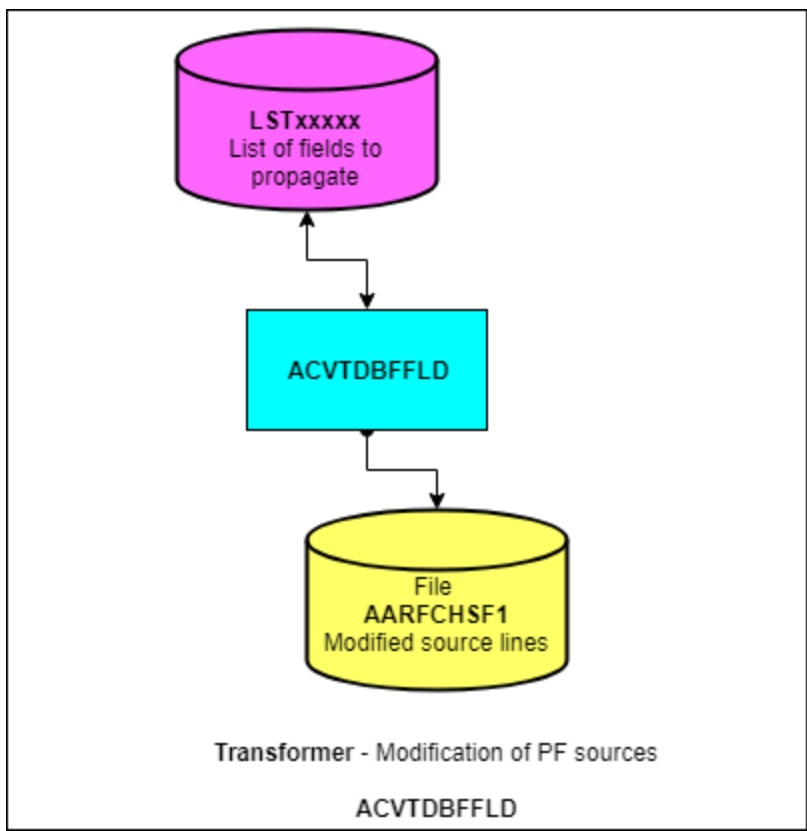 LSTxxxxx
List of fields to
propagate
ACVTDBFFLD
File
AARFCHSF1
Modified source lines
Transformer - Modification of PF sources
ACVTDBFFLD